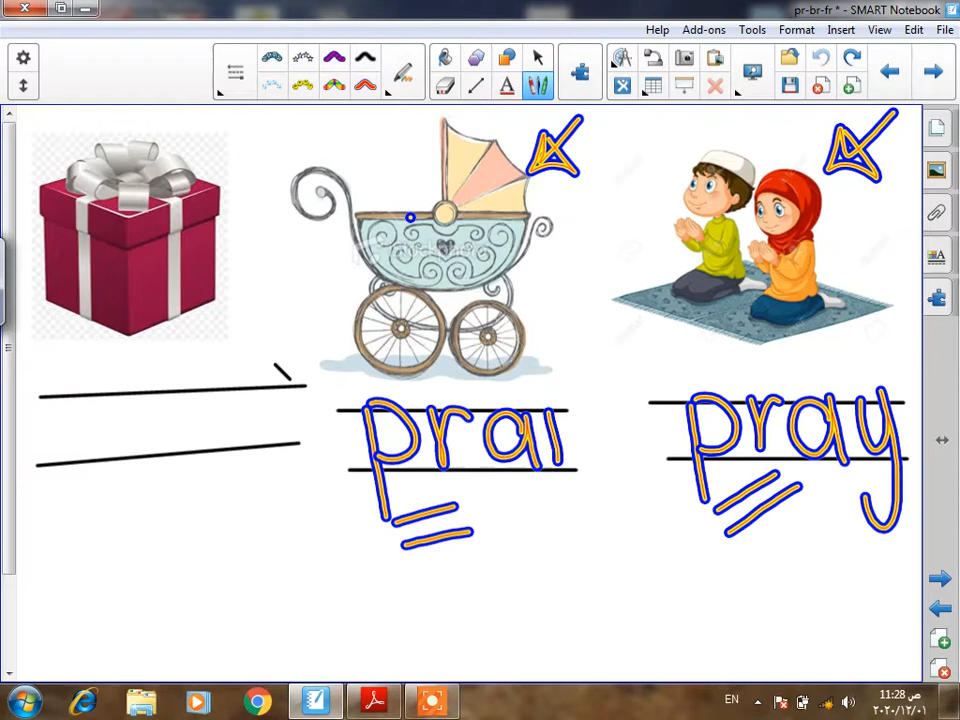 pr-br-fr * - SMART Notebook
Help Add-ons Tools Format Insert View Edit File
praı pray
EN 11:28 ص
٢٠٢٠/١٢/٠١